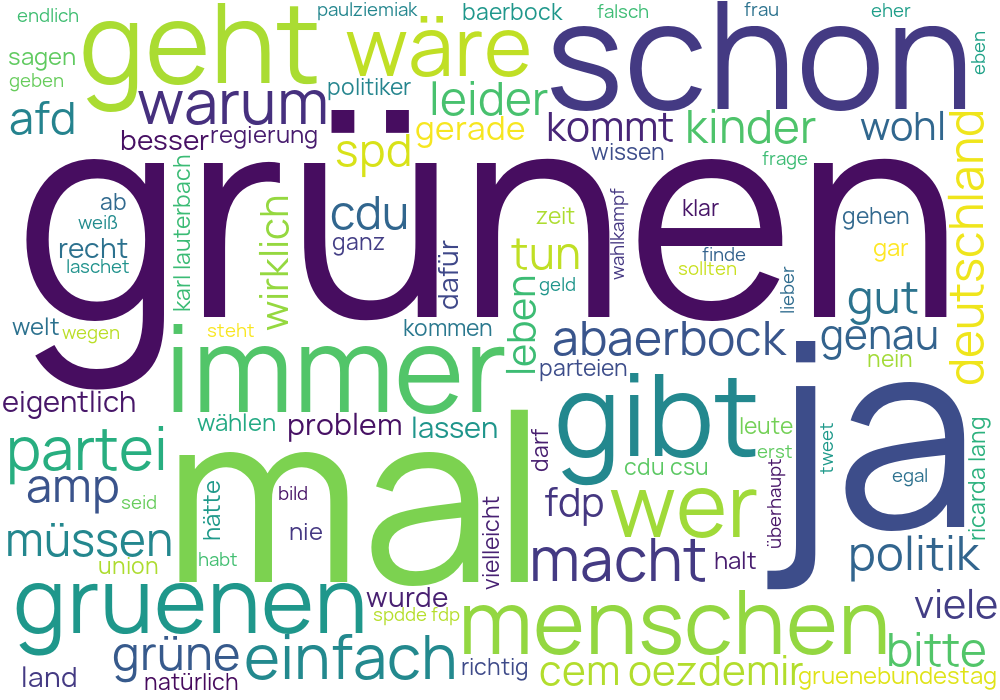 endlich
paulziemiak
baerbock
falsch
frau
eher
sagen
geht
wäre
schon
eben
geben
politiker
afd
warum
leider
besser
regierung
spd
gerade
kommt
kinder
wohl
wissen
frage
deutschland
grünen
ab
weiß
recht
laschet
karl lauterbach
wirklich
cdu
ganz
dafür
zeit
tun
geld
wahlkampf
klar
finde
sollten
lieber
gehen
gar
gut
welt
wegen
steht
kommen
leben
abaerbock
genau
immer
parteien
nein
eigentlich
wählen
problem
lassen
gibt
ja
leute
erst
tweet
ricarda lang
partei
mal
darf
cdu csu
egal
amp
seid
hätte
bild
nie
vielleicht
fdp
wer
überhaupt
müssen
union
habt
macht
halt
politik
gruenen
wurde
spdde fdp
menschen
viele
bitte
grüne
einfach
land
natürlich
richtig
cem oezdemir
gruenebundestag